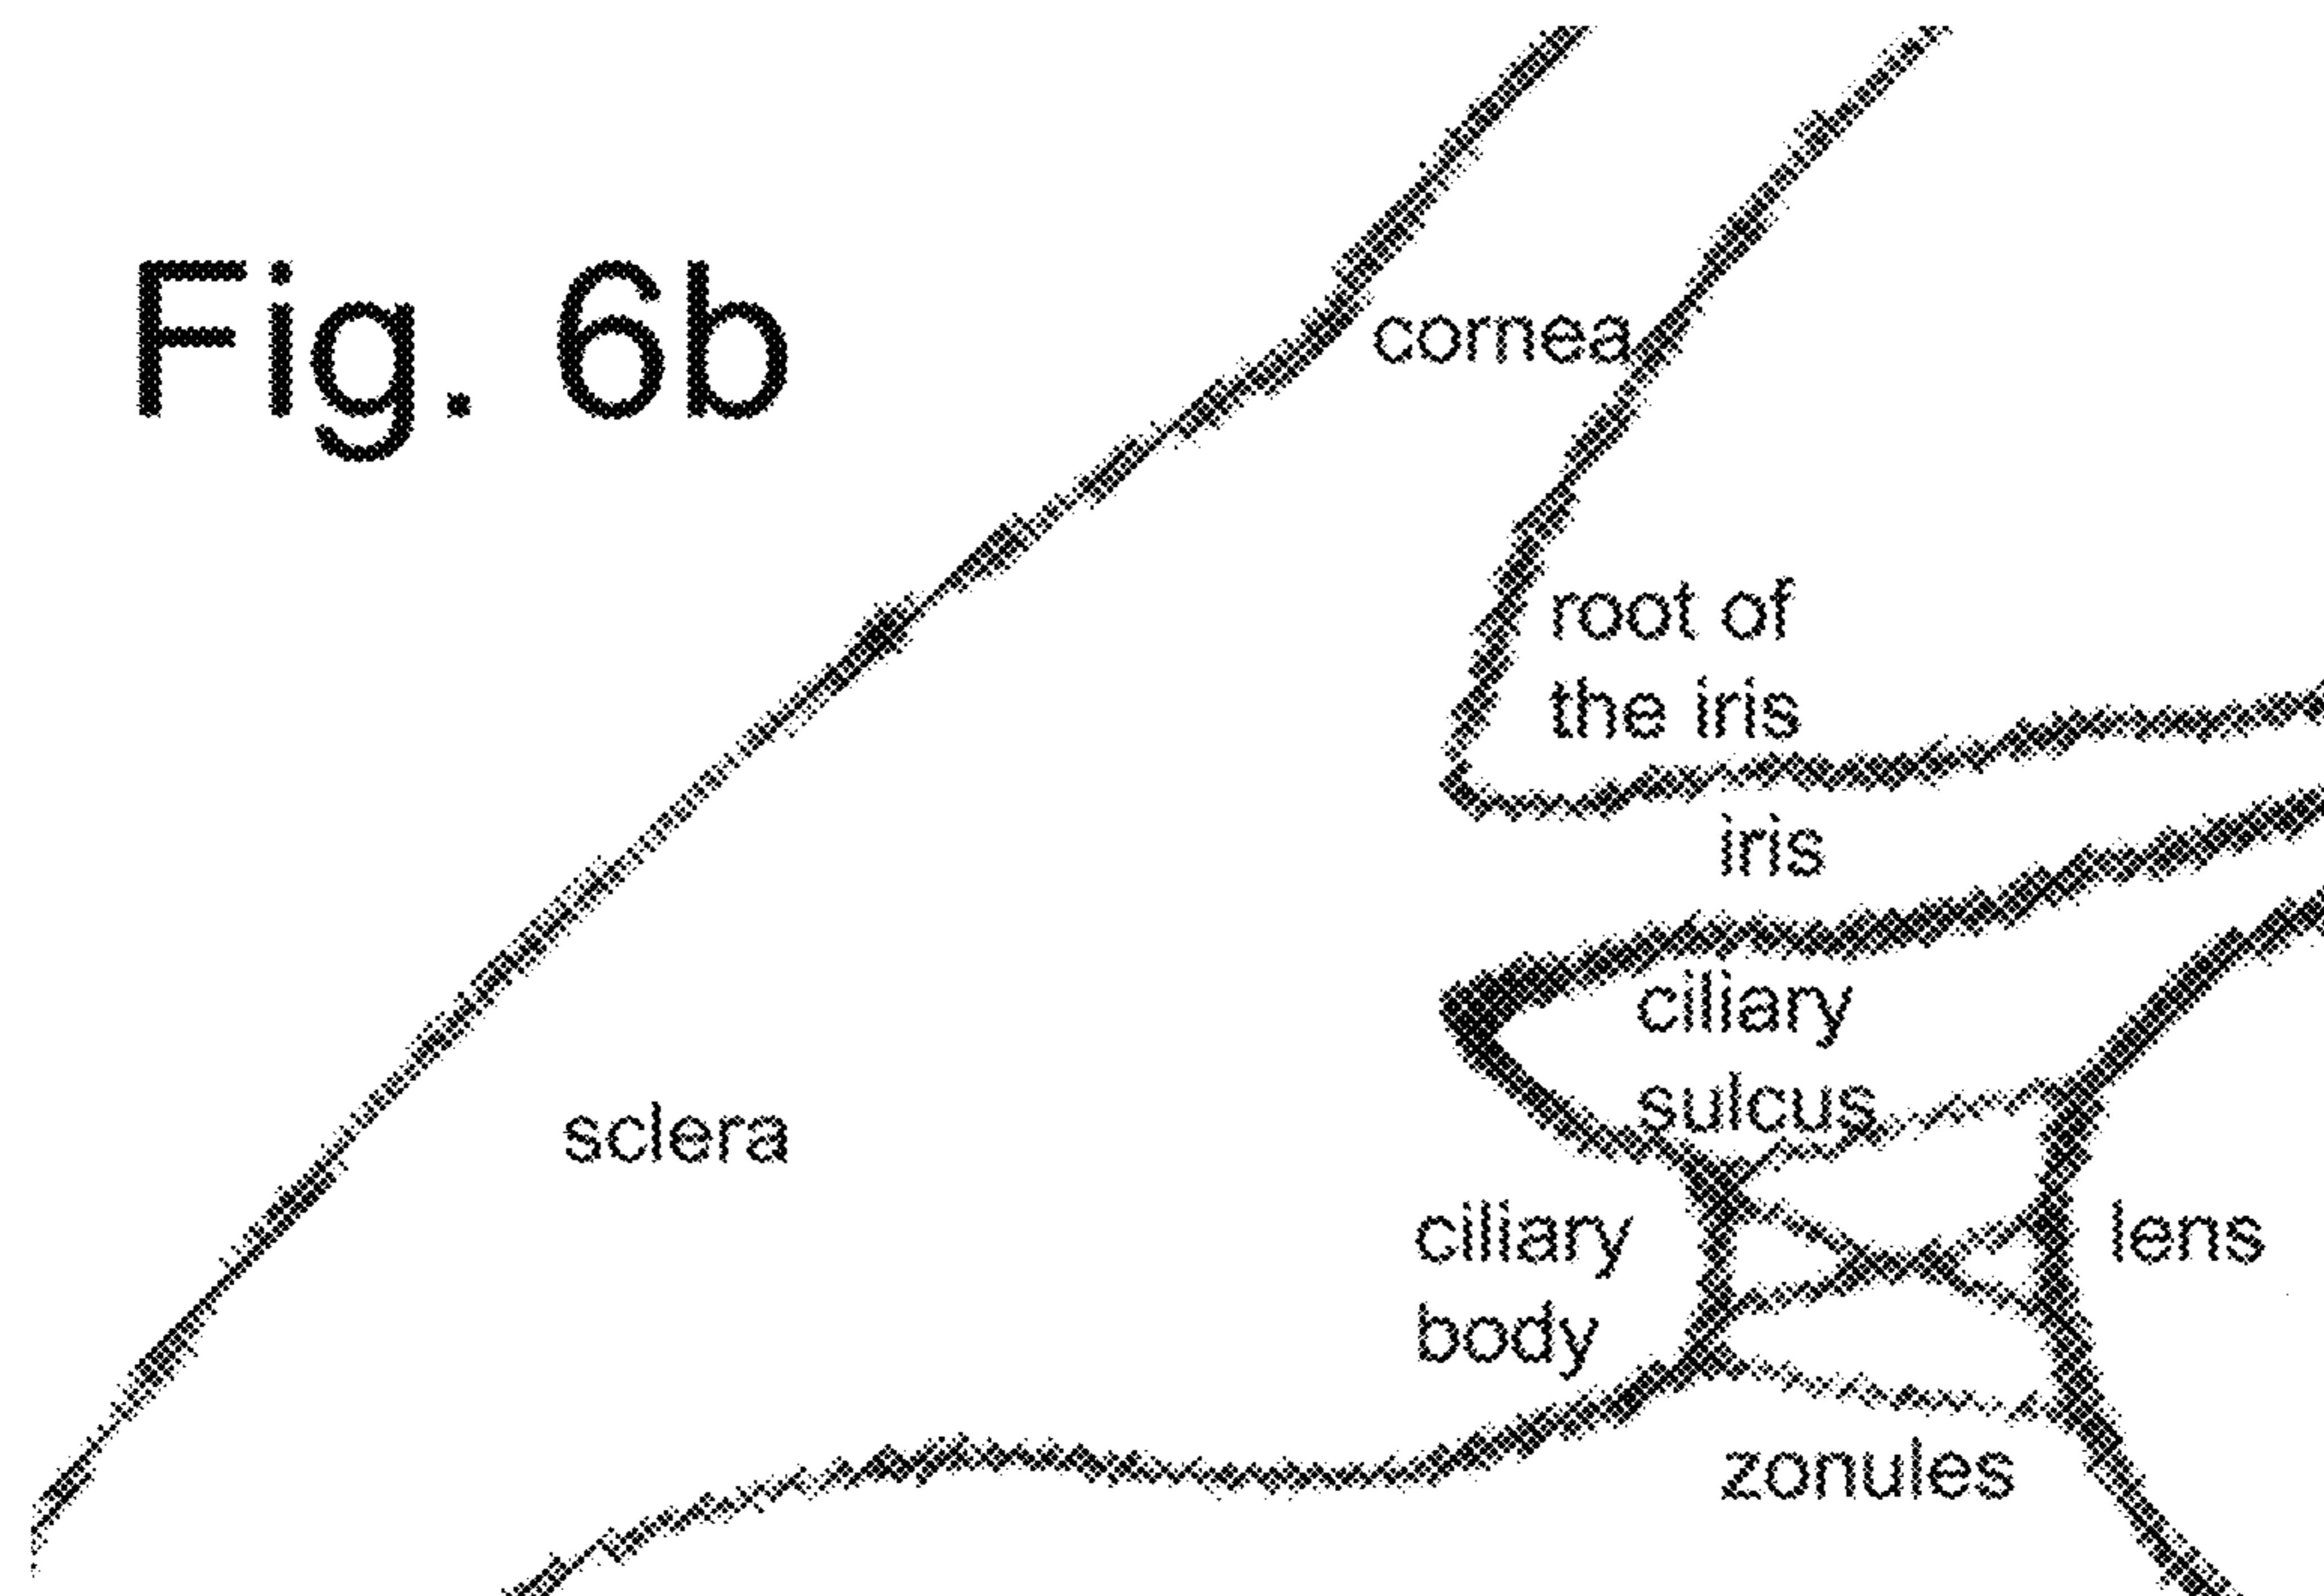 Fig. 6b
cornea
root of
the iris
iris
ciliary
sulcus
sclera
ciliary
body
lens
zonules